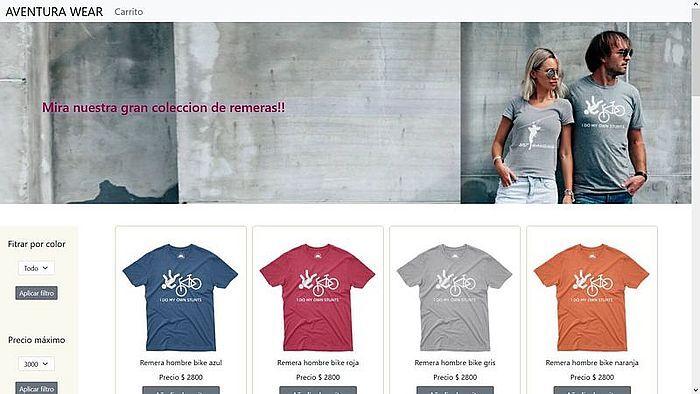 AVENTURA WEAR Carrito
Mira nuestra gran coleccion de remeras!!
I DO MY OWN STUNTS
Fitrar por color
Todo
Aplicar filtro
Precio máximo
3000
Aplicar filtro
I DO MY OWN STUNTS
Remera hombre bike azul
Precio $ 2800
I DO MY OWN STUNTS
Remera hombre bike roja
Precio $ 2800
I DO MY OWN STUNTS
Remera hombre bike gris
Precio $ 2800
I DO MY OWN STUNTS
Remera hombre bike naranja
Precio $ 2800